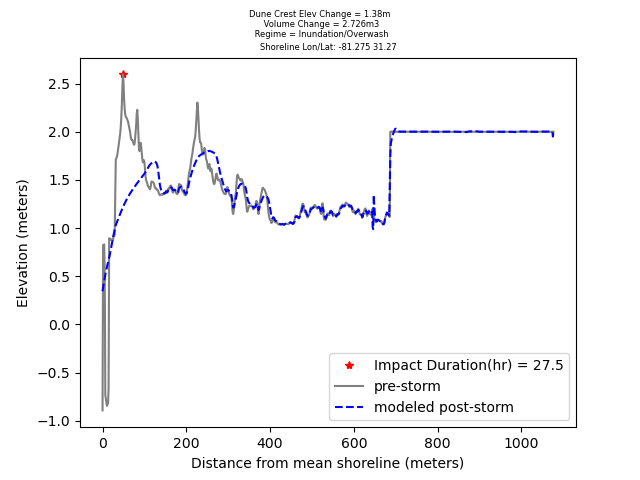 Dune Crest Elev Change = 1.38m
Volume Change = 2.726m3
Regime = Inundation/Overwash
Shoreline Lon/Lat: -81.275 31.27
2.5
2.0
1.5
1.0
0.5
0.0
−0.5
−1.0
Elevation (meters)
Impact Duration(hr) = 27.5
pre-storm
modeled post-storm
0 200 400 600 800 1000
Distance from mean shoreline (meters)